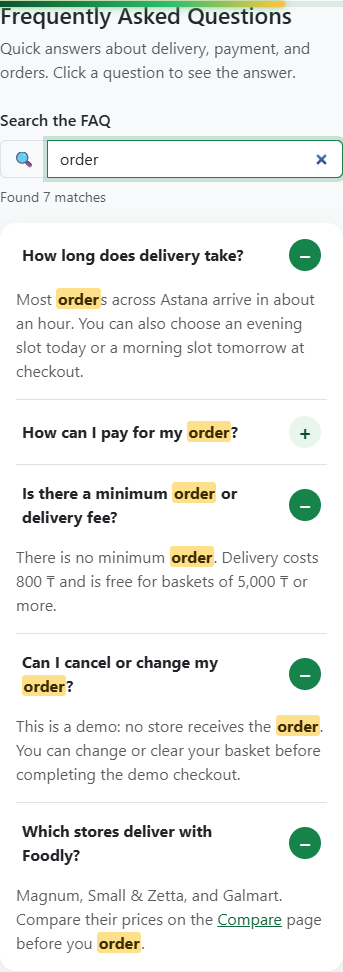 Frequently Asked Questions
Quick answers about delivery, payment, and
orders. Click a question to see the answer.
Search the FAQ
order
Found 7 matches
How long does delivery take?
Most orders across Astana arrive in about
an hour. You can also choose an evening
slot today or a morning slot tomorrow at
checkout.
How can I pay for my order?
Is there a minimum order or
delivery fee?
There is no minimum order. Delivery costs
800 ₸ and is free for baskets of 5,000 ₸ or
more.
Can I cancel or change my
order?
This is a demo: no store receives the order.
You can change or clear your basket before
completing the demo checkout.
Which stores deliver with
Foodly?
Magnum, Small & Zetta, and Galmart.
Compare their prices on the Compare page
before you order.